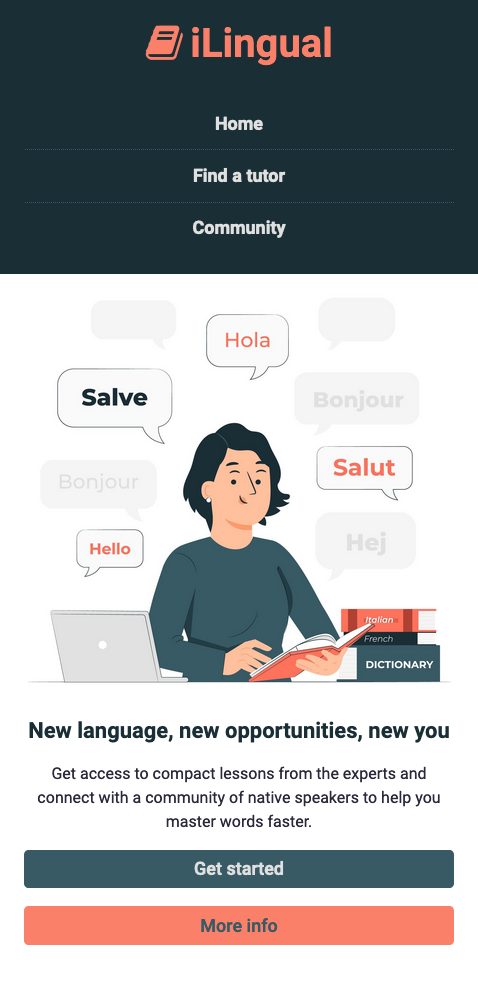 iLingual
Home
Find a tutor
Community
Hola
Salve
Bonjour
Bonjour
Salut
Hello
Hej
Italian
French
DICTIONARY
New language, new opportunities, new you
Get access to compact lessons from the experts and
connect with a community of native speakers to help you
master words faster.
Get started
More info